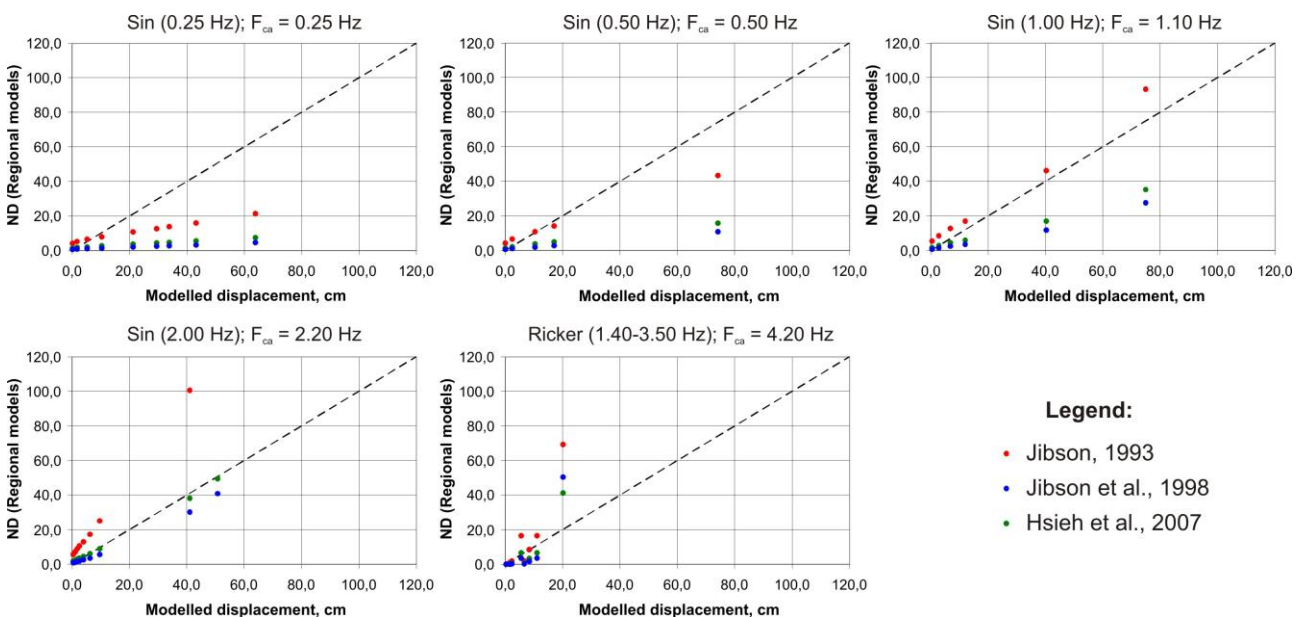 Sin (0.25 Hz); Fca = 0.25 Hz
120,0
100,0
80,0
60,0
40,0
20,0
0,0
ND (Regional models)
0,0 20,0 40,0 60,0 80,0 100,0 120,0
Modelled displacement, cm
Sin (0.50 Hz); Fca = 0.50 Hz
120,0
100,0
80,0
60,0
40,0
20,0
0,0
ND (Regional models)
0,0 20,0 40,0 60,0 80,0 100,0 120,0
Modelled displacement, cm
Sin (1.00 Hz); Fca = 1.10 Hz
120,0
100,0
80,0
60,0
40,0
20,0
0,0
ND (Regional models)
0,0 20,0 40,0 60,0 80,0 100,0 120,0
Modelled displacement, cm
Sin (2.00 Hz); Fca = 2.20 Hz
120,0
100,0
80,0
60,0
40,0
20,0
0,0
ND (Regional models)
0,0 20,0 40,0 60,0 80,0 100,0 120,0
Modelled displacement, cm
Ricker (1.40-3.50 Hz); Fca = 4.20 Hz
120,0
100,0
80,0
60,0
40,0
20,0
0,0
ND (Regional models)
0,0 20,0 40,0 60,0 80,0 100,0 120,0
Modelled displacement, cm
Legend:
Jibson, 1993
Jibson et al., 1998
Hsieh et al., 2007